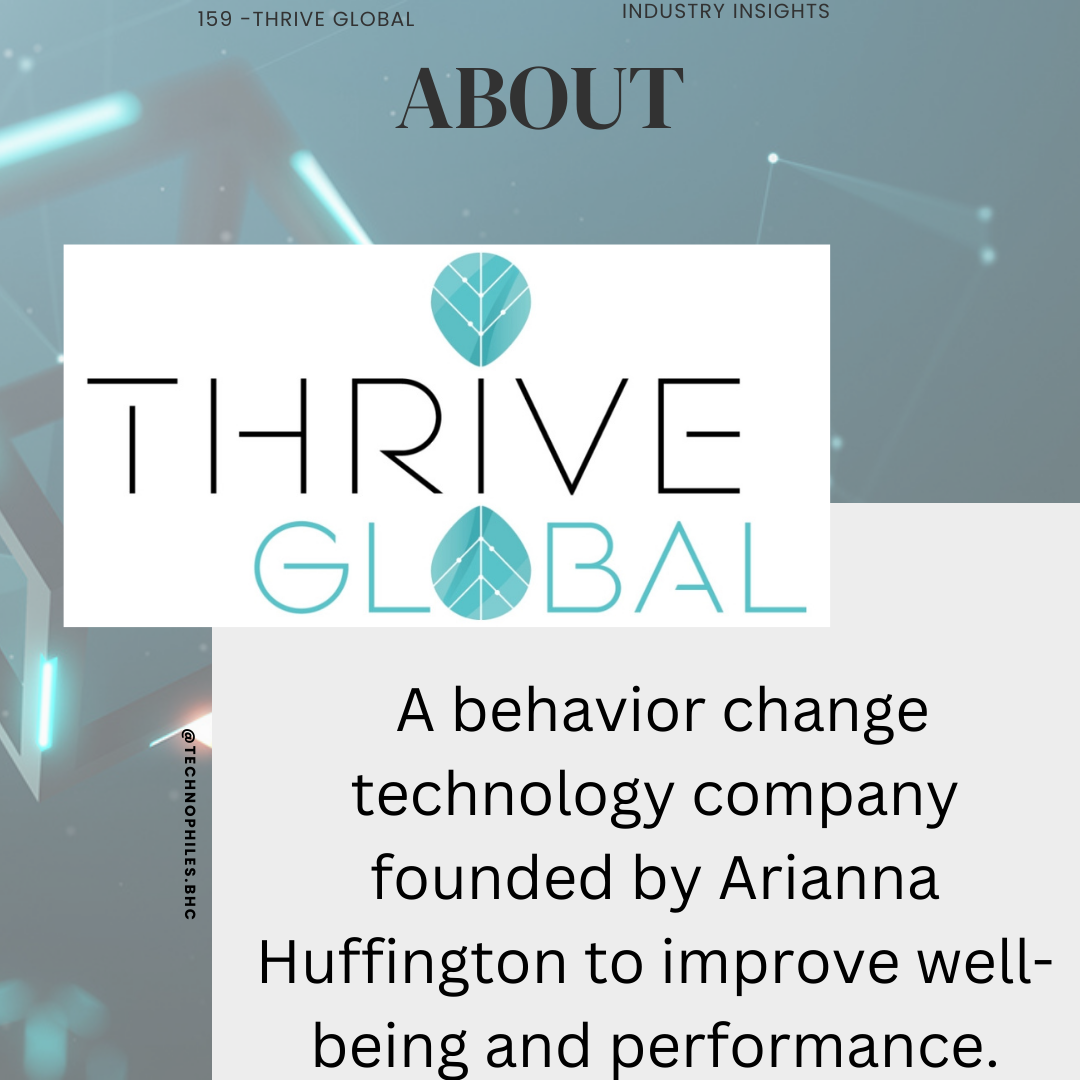 159 -THRIVE GLOBAL
INDUSTRY INSIGHTS
ABOUT
THRIVE
GLOBAL
@TECHNOPHILES.BHC
A behavior change
technology company
founded by Arianna
Huffington to improve well-
being and performance.